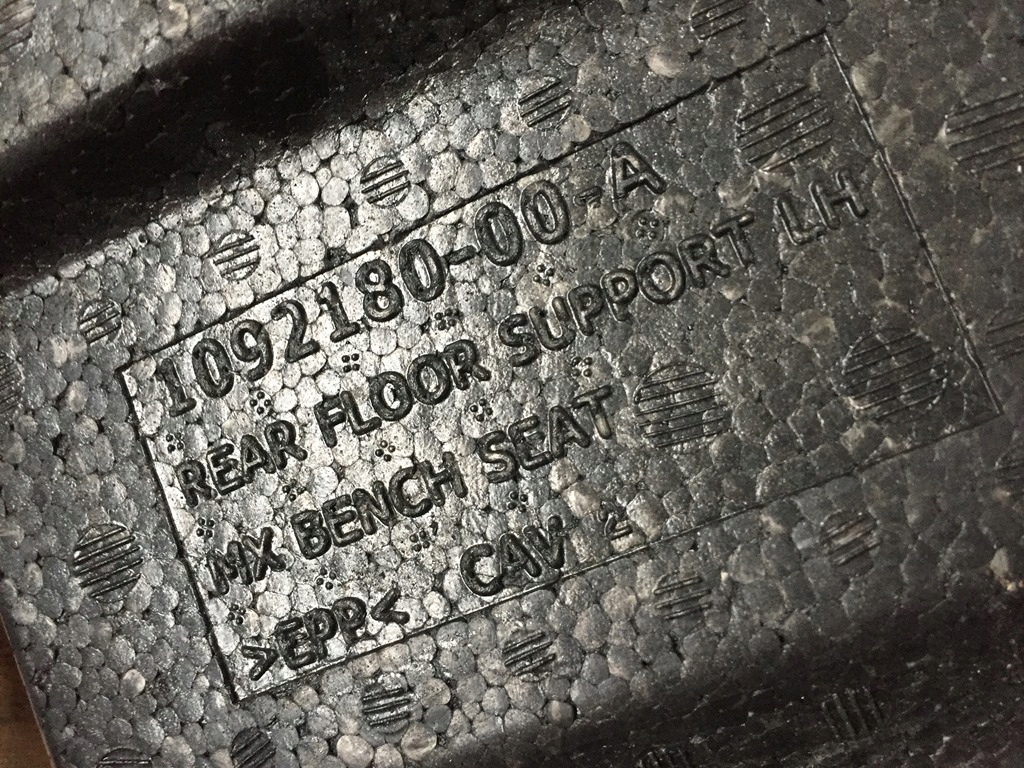 1092180-00-A
REAR FLOOR SUPPORT LH
MX BENCH SEAT
>EPP< CAV 2